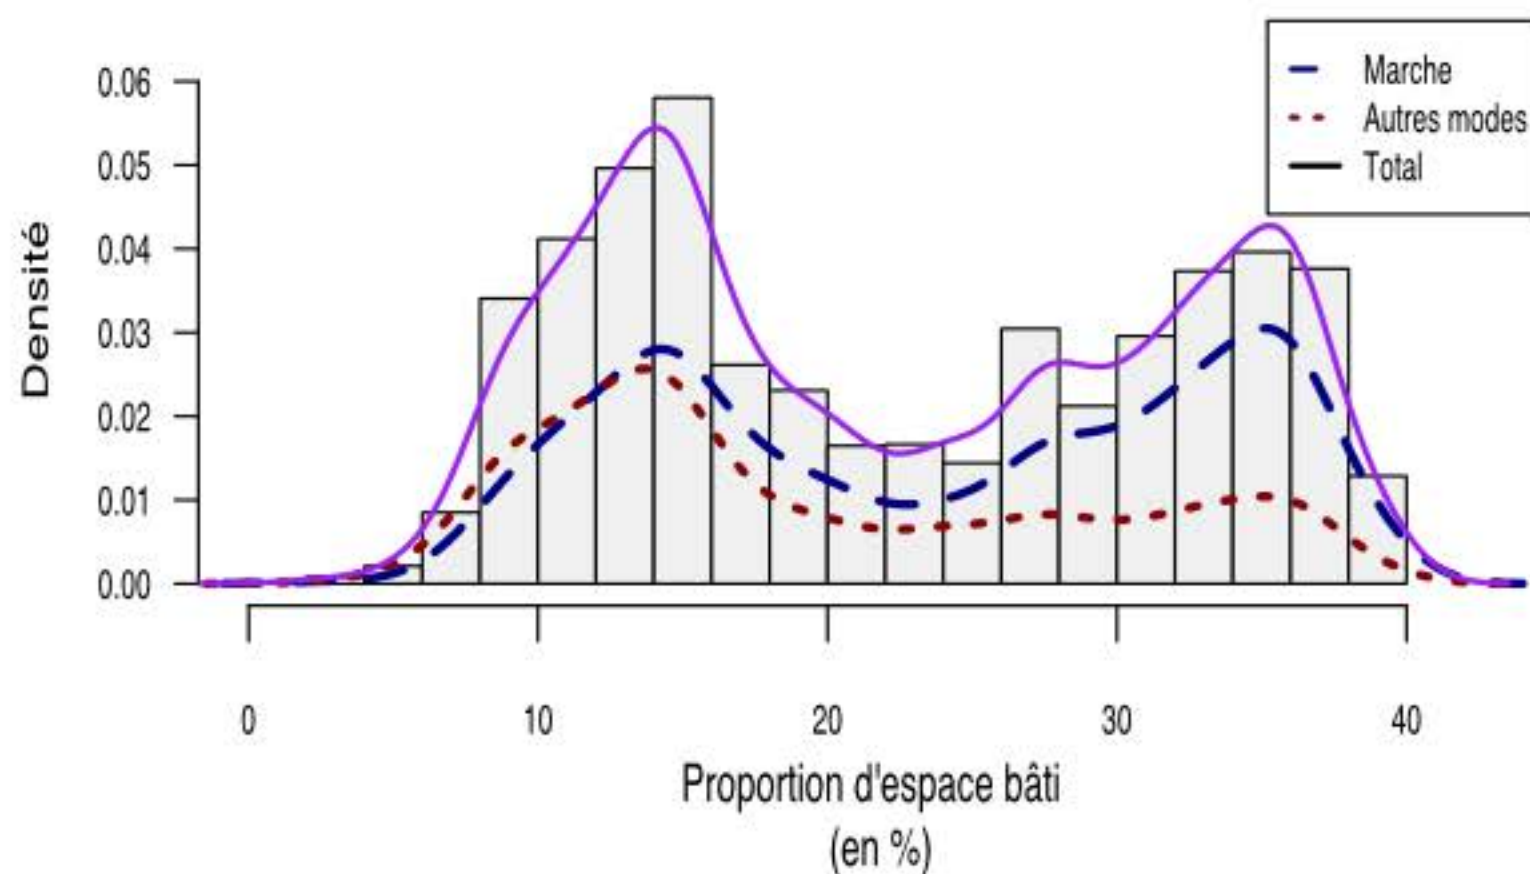 Marche
Autres modes
Total
Densité
0.06
0.05
0.04
0.03
0.02
0.01
0.00
0 10 20 30 40
Proportion d'espace bâti
(en %)